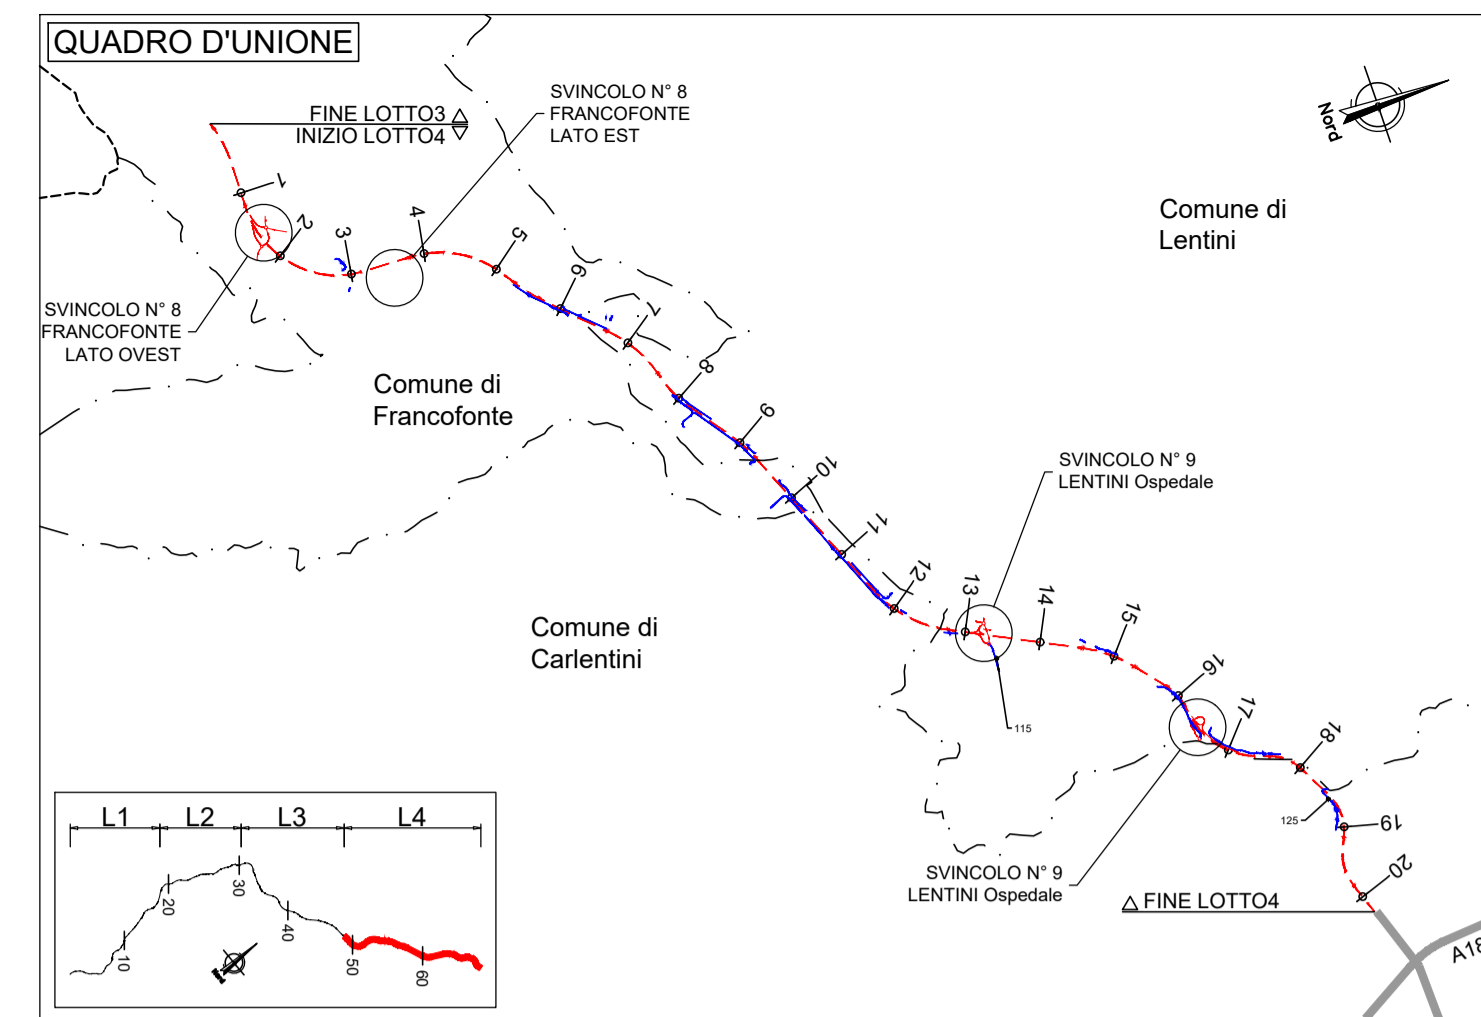 QUADRO D'UNIONE
FINE LOTTO3
INIZIO LOTTO4
SVINCOLO N° 8
FRANCOFONTE
LATO EST
Nord
Comune di
Lentini
1
2
3
4
5
6
7
8
9
10
11
12
13
14
15
16
17
18
19
20
SVINCOLO N° 8
FRANCOFONTE
LATO OVEST
Comune di
Francofonte
SVINCOLO N° 9
LENTINI Ospedale
Comune di
Carlentini
115
125
SVINCOLO N° 9
LENTINI Ospedale
FINE LOTTO4
A18
L1 L2 L3 L4
10
20
30
40
50
60